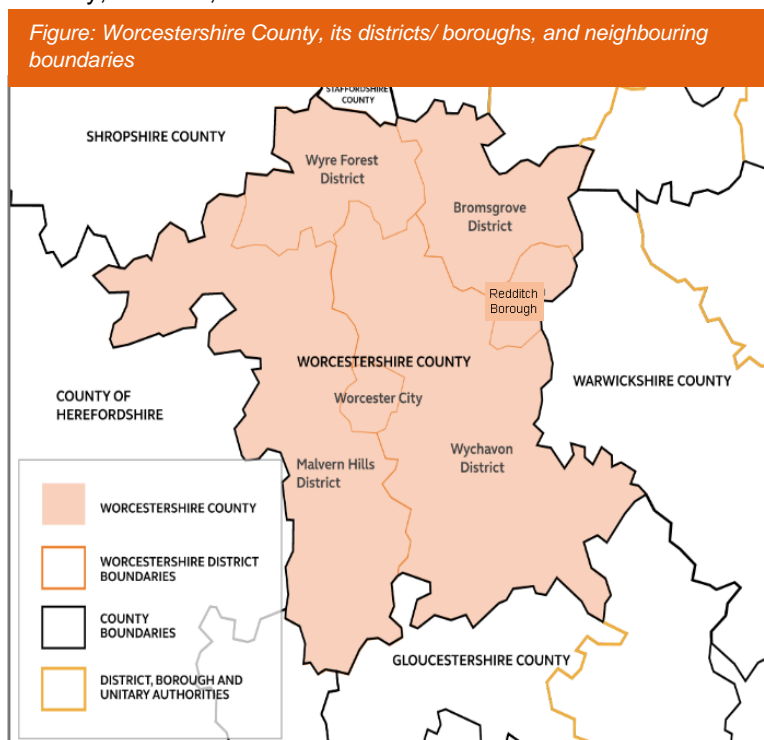 Figure: Worcestershire County, its districts/ boroughs, and neighbouring
boundaries
STAFFORDSHIRE
COUNTY
SHROPSHIRE COUNTY
Wyre Forest
District
Bromsgrove
District
Redditch
Borough
WORCESTERSHIRE COUNTY
WARWICKSHIRE COUNTY
COUNTY OF
HEREFORDSHIRE
Worcester City
Wychavon
District
Malvern Hills
District
WORCESTERSHIRE COUNTY
WORCESTERSHIRE DISTRICT
BOUNDARIES
COUNTY
BOUNDARIES
DISTRICT, BOROUGH AND
UNITARY AUTHORITIES
GLOUCESTERSHIRE COUNTY